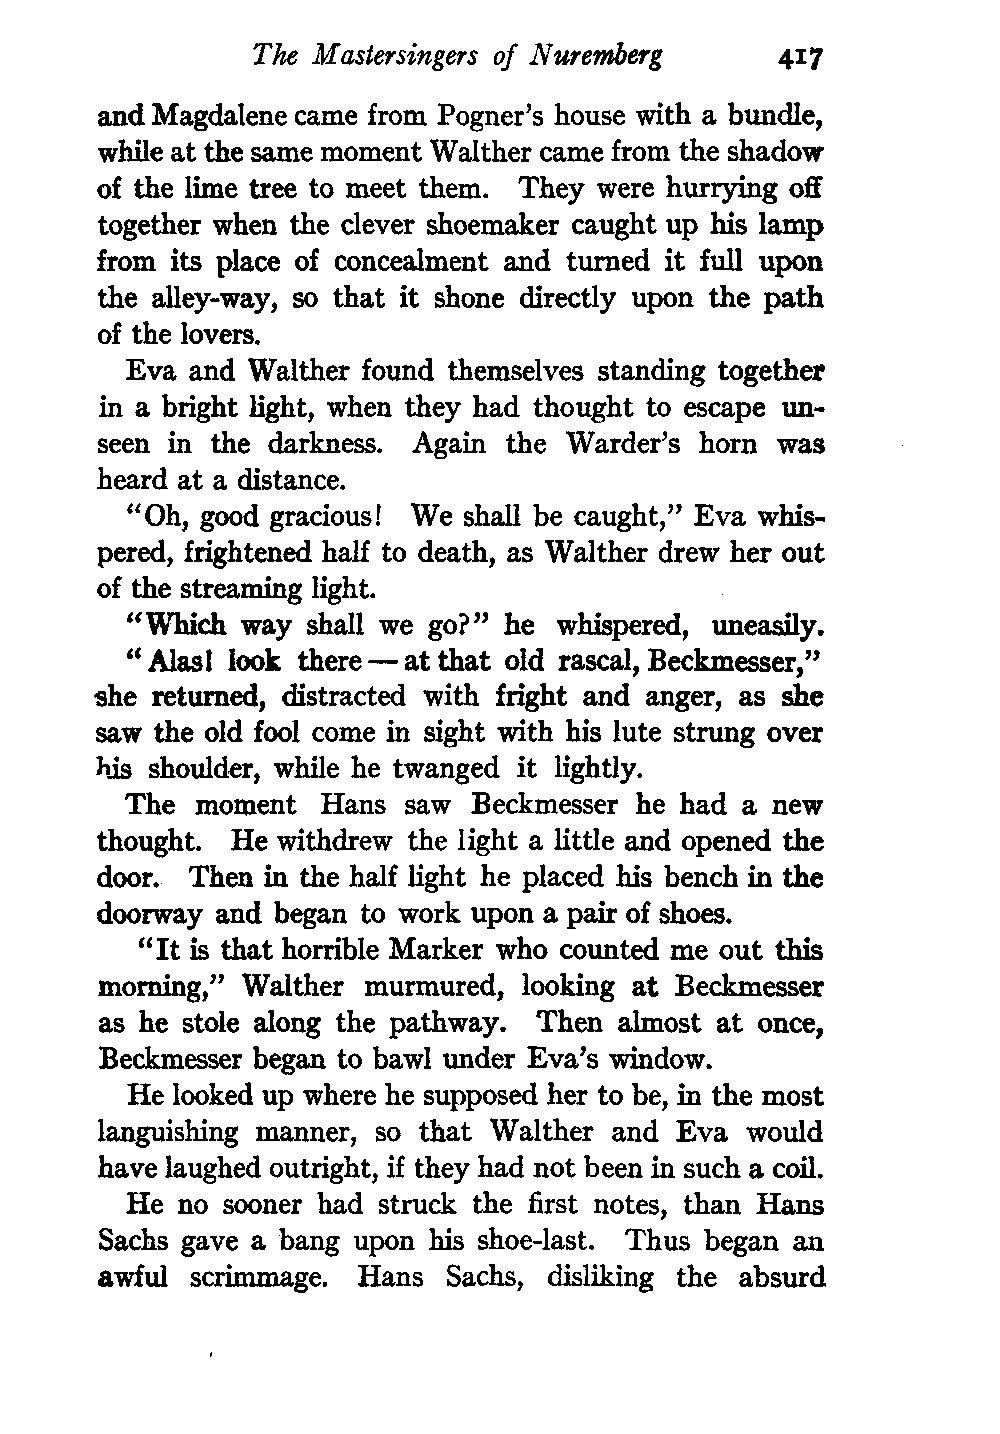 The Mastersingers of Nuremberg 417
and Magdalene came from Pogner's house with a bundle,
while at the same moment Walther came from the shadow
of the lime tree to meet them. They were hurrying off
together when the clever shoemaker caught up his lamp
from its place of concealment and turned it full upon
the alley-way, so that it shone directly upon the path
of the lovers.
Eva and Walther found themselves standing together
in a bright light, when they had thought to escape un-
seen in the darkness. Again the Warder's horn was
heard at a distance.
"Oh, good gracious! We shall be caught," Eva whis-
pered, frightened half to death, as Walther drew her out
of the streaming light.
"Which way shall we go?" he whispered, uneasily.
"Alas! look there — at that old rascal, Beckmesser,"
she returned, distracted with fright and anger, as she
saw the old fool come in sight with his lute strung over
his shoulder, while he twanged it lightly.
The moment Hans saw Beckmesser he had a new
thought. He withdrew the light a little and opened the
door. Then in the half light he placed his bench in the
doorway and began to work upon a pair of shoes.
"It is that horrible Marker who counted me out this
morning," Walther murmured, looking at Beckmesser
as he stole along the pathway. Then almost at once,
Beckmesser began to bawl under Eva's window.
He looked up where he supposed her to be, in the most
languishing manner, so that Walther and Eva would
have laughed outright, if they had not been in such a coil.
He no sooner had struck the first notes, than Hans
Sachs gave a bang upon his shoe-last. Thus began an
awful scrimmage. Hans Sachs, disliking the absurd